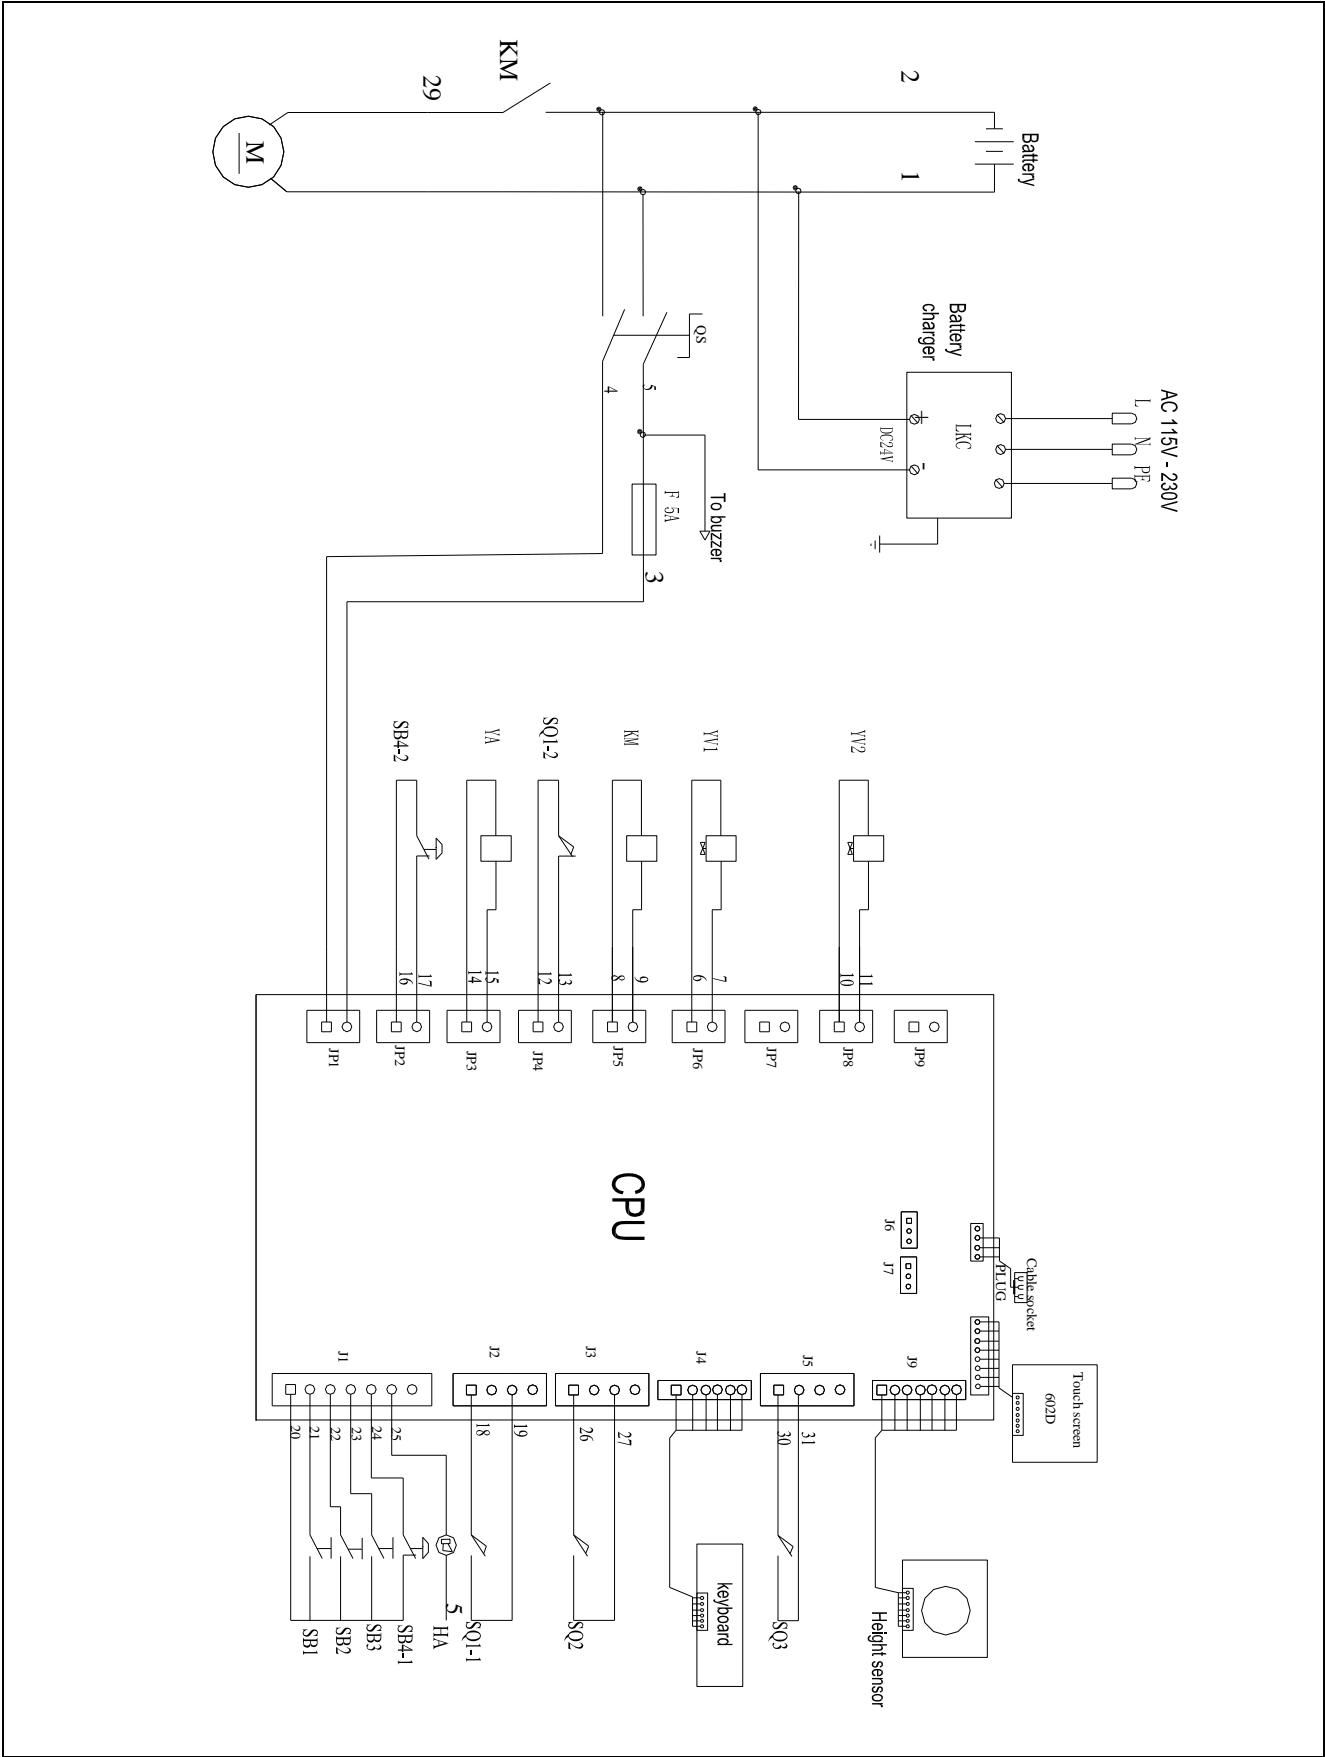 AC 115V - 230V
L
N
PE
Battery
Battery
charger
LKC
+
-
DC24V
2
1
KM
29
M
QS
5
4
To buzzer
F 5A
3
Cable socket
PLUG
Touch screen
602D
Height sensor
YV2
11
10
YV1
7
6
KM
9
8
SQ1-2
13
12
YA
15
14
SB4-2
17
16
JP9
JP8
JP7
JP6
JP5
JP4
JP3
JP2
JP1
CPU
J6
J7
J9
J5
J4
J3
J2
J1
31
30
SQ3
keyboard
27
26
SQ2
19
18
SQ1-1
25
24
23
22
21
20
5
HA
SB4-1
SB3
SB2
SB1